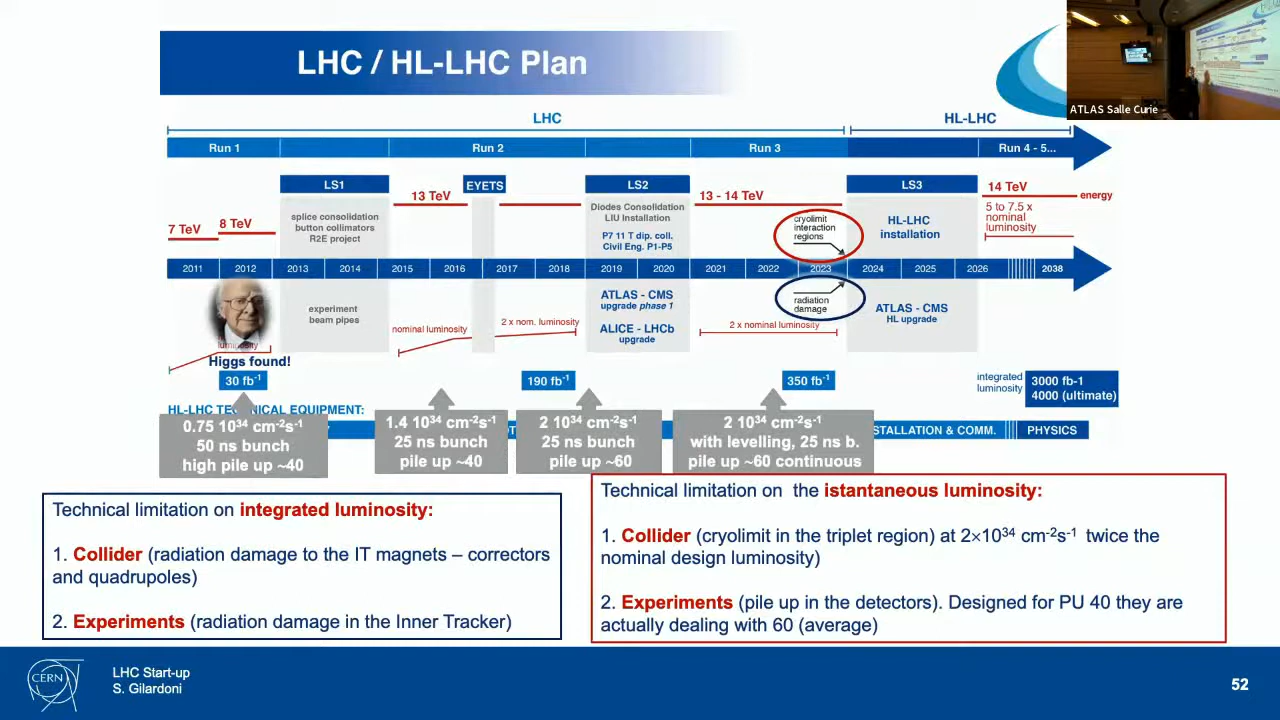 LHC / HL-LHC Plan
ATLAS Salle Curie
LHC
HL-LHC
Run 1
Run 2
Run 3
Run 4 - 5...
LS1
EYETS
LS2
LS3
7 TeV
8 TeV
13 TeV
13 - 14 TeV
14 TeV
energy
splice consolidation
button collimators
R2E project
Diodes Consolidation
LIU Installation
P7 11 T dip. coll.
Civil Eng. P1-P5
cryolimit
interaction
regions
HL-LHC
installation
5 to 7.5 x
nominal
luminosity
2011 2012 2013 2014 2015 2016 2017 2018 2019 2020 2021 2022 2023 2024 2025 2026 2038
experiment
beam pipes
nominal luminosity
2 x nom. luminosity
ATLAS - CMS
upgrade phase 1
ALICE - LHCb
upgrade
radiation
damage
2 x nominal luminosity
ATLAS - CMS
HL upgrade
luminosity
Higgs found!
30 fb⁻¹
190 fb⁻¹
350 fb⁻¹
integrated
luminosity
3000 fb-1
4000 (ultimate)
HL-LHC TECHNICAL EQUIPMENT:
STALLATION & COMM.
PHYSICS
0.75 10³⁴ cm⁻²s⁻¹
50 ns bunch
high pile up ~40
1.4 10³⁴ cm⁻²s⁻¹
25 ns bunch
pile up ~40
2 10³⁴ cm⁻²s⁻¹
25 ns bunch
pile up ~60
2 10³⁴ cm⁻²s⁻¹
with levelling, 25 ns b.
pile up ~60 continuous
Technical limitation on integrated luminosity:
1. Collider (radiation damage to the IT magnets – correctors
and quadrupoles)
2. Experiments (radiation damage in the Inner Tracker)
Technical limitation on the istantaneous luminosity:
1. Collider (cryolimit in the triplet region) at 2×10³⁴ cm⁻²s⁻¹ twice the
nominal design luminosity)
2. Experiments (pile up in the detectors). Designed for PU 40 they are
actually dealing with 60 (average)
CERN
LHC Start-up
S. Gilardoni
52